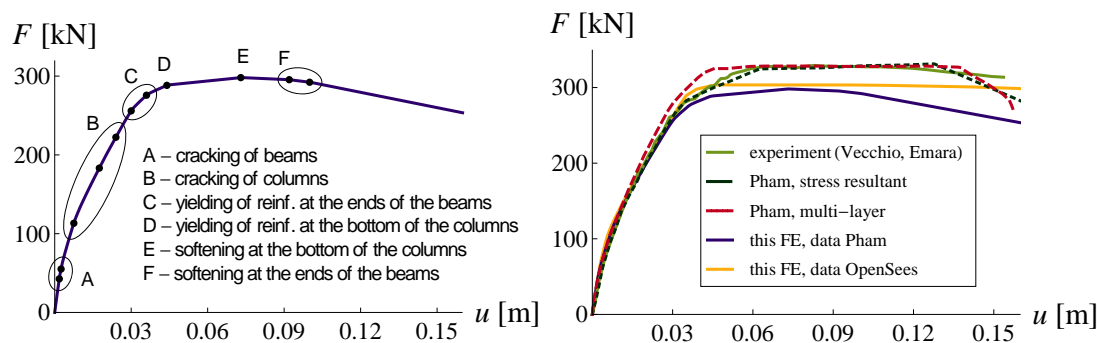 F [kN]
300
200
100
0
0.03
0.06
0.09
0.12
0.15
u [m]
A
B
C
D
E
F
A – cracking of beams
B – cracking of columns
C – yielding of reinf. at the ends of the beams
D – yielding of reinf. at the bottom of the columns
E – softening at the bottom of the columns
F – softening at the ends of the beams
F [kN]
300
200
100
0
0.03
0.06
0.09
0.12
0.15
u [m]
experiment (Vecchio, Emara)
Pham, stress resultant
Pham, multi−layer
this FE, data Pham
this FE, data OpenSees